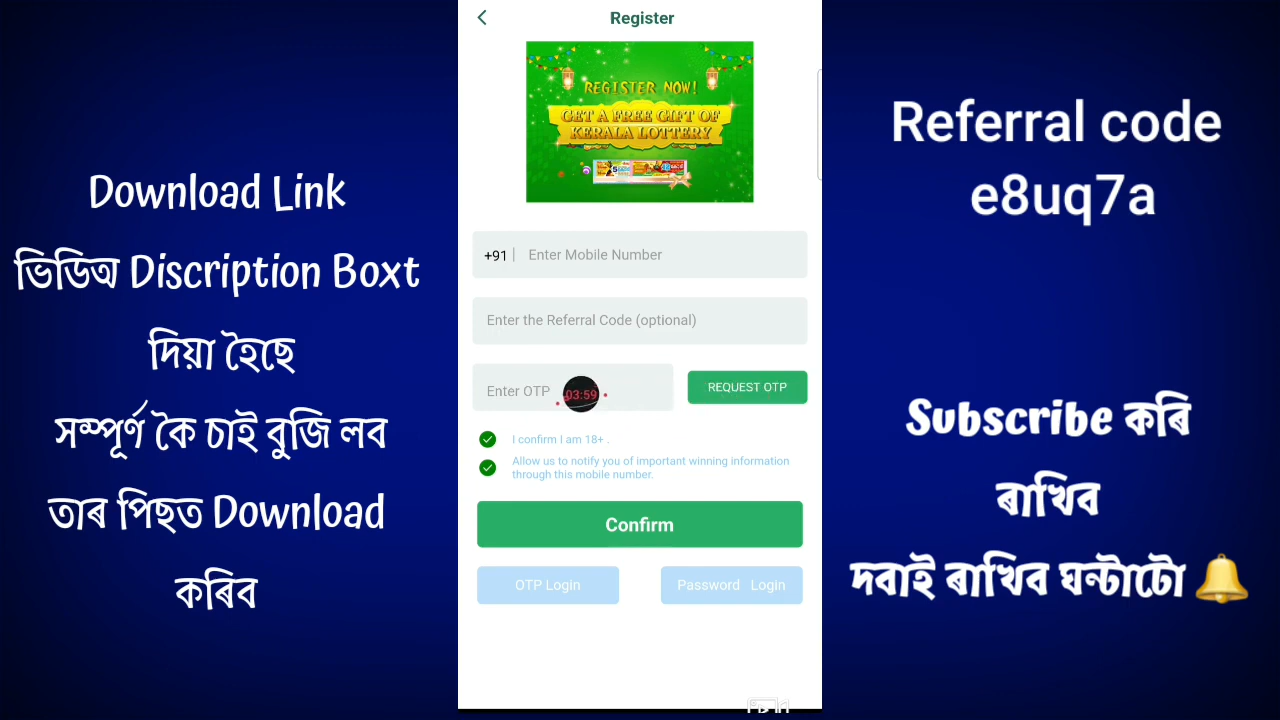 Download Link
ভিডিঅ' Discription Boxt
দিয়া হৈছে
সম্পূৰ্ণ কৈ চাই বুজি লব
তাৰ পিছত Download
কৰিব
Register
REGISTER NOW!
GET A FREE GIFT OF
KERALA LOTTERY
+91 Enter Mobile Number
Enter the Referral Code (optional)
Enter OTP
03:59
REQUEST OTP
I confirm I am 18+ .
Allow us to notify you of important winning information
through this mobile number.
Confirm
OTP Login
Password Login
Referral code
e8uq7a
Subscribe কৰি
ৰাখিব
দবাই ৰাখিব ঘন্টাটো